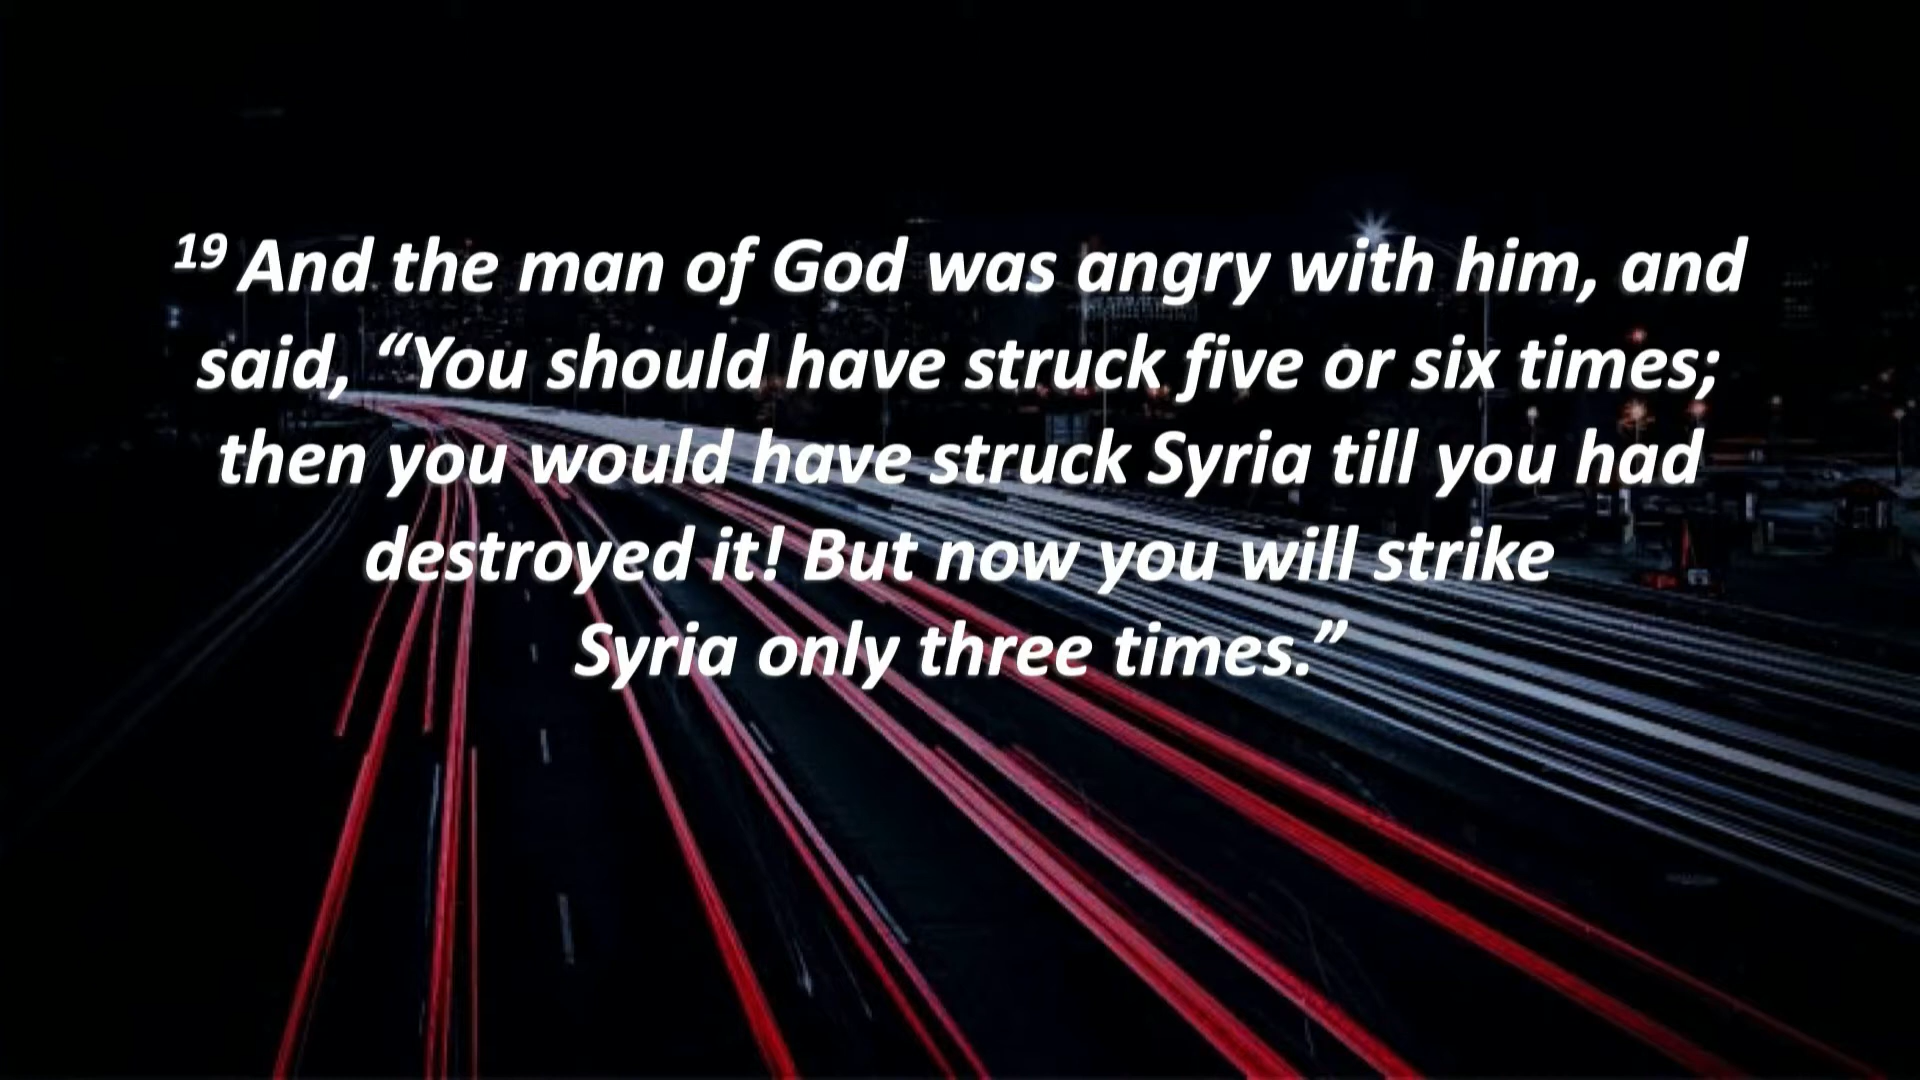 19 And the man of God was angry with him, and
said, “You should have struck five or six times;
then you would have struck Syria till you had
destroyed it! But now you will strike
Syria only three times.”